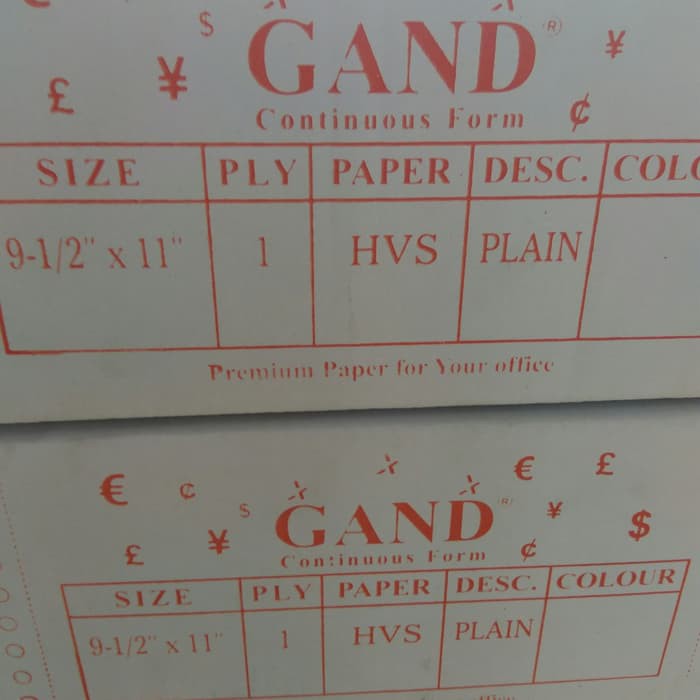 $ GAND (R) ¥
£ ¥
Continuous Form ¢
SIZE PLY PAPER DESC.
9-1/2" x 11" 1 HVS PLAIN
Premium Paper for Your office
€ ¢ € £
$ GAND (R) ¥ $
£ ¥
Continuous Form ¢
SIZE PLY PAPER DESC. COLOUR
9-1/2" x 11" 1 HVS PLAIN